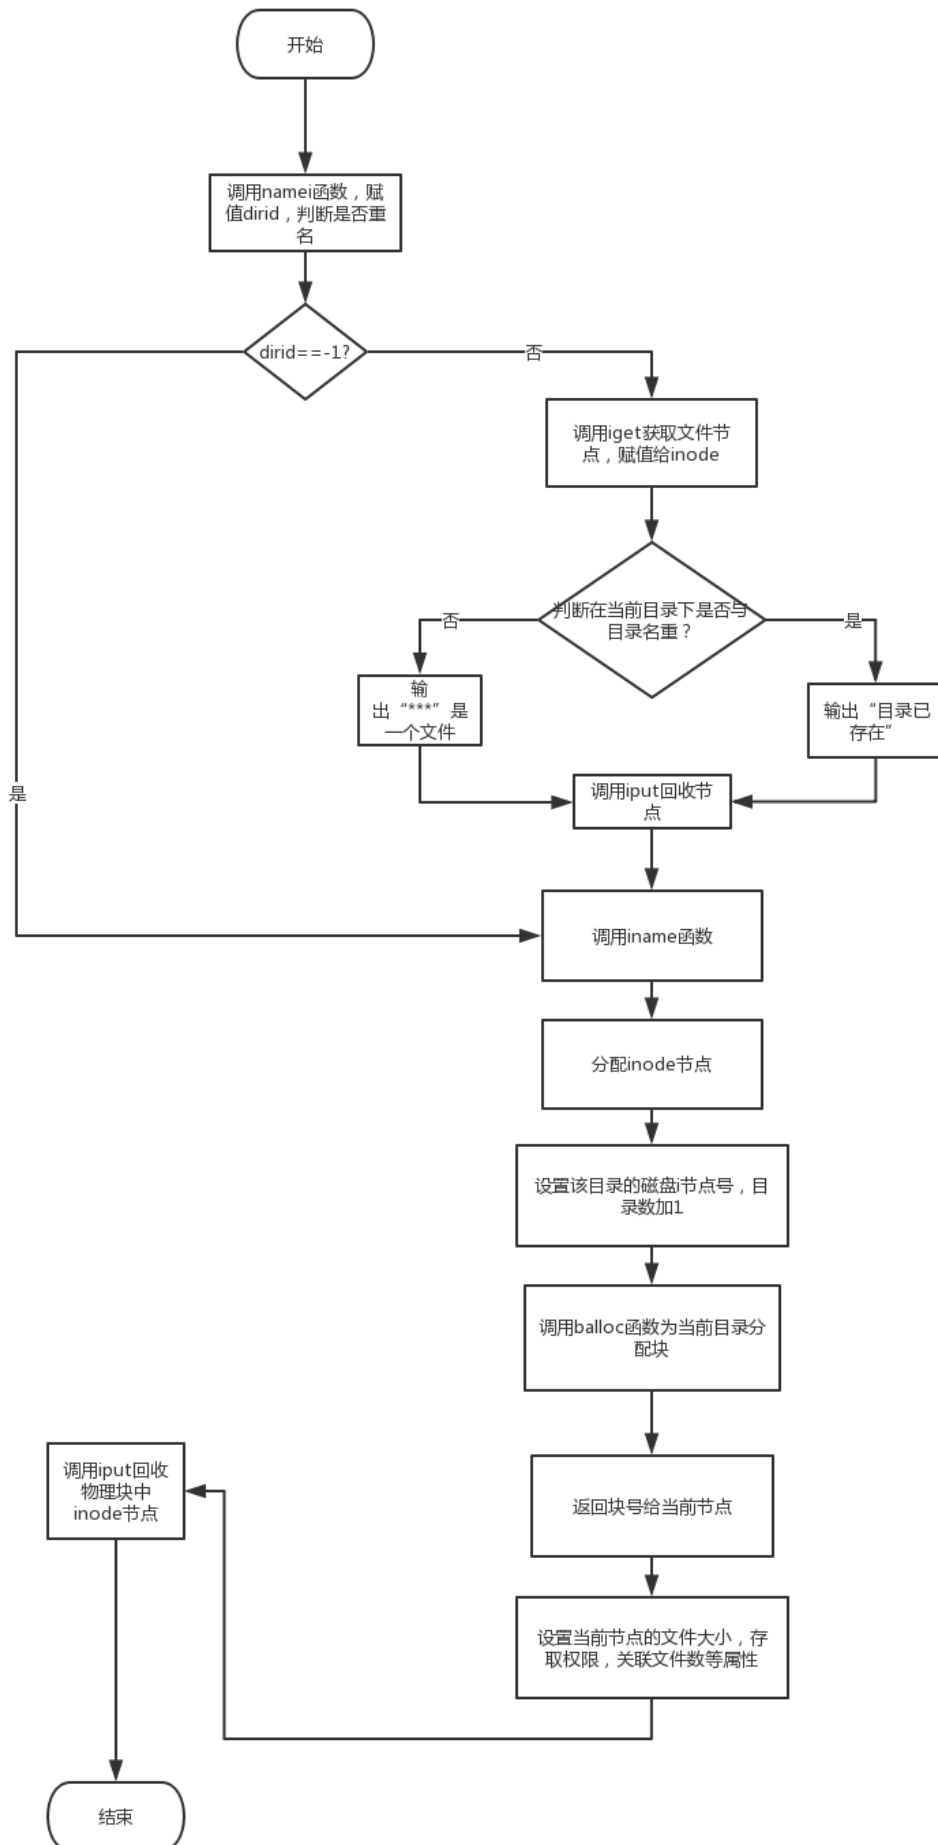 开始
调用namei函数，赋
值dirid，判断是否重
名
dirid==-1?
否
调用iget获取文件节
点，赋值给inode
判断在当前目录下是否与
目录名重？
否
是
输
出“***”是
一个文件
输出“目录已
存在”
调用iput回收节
点
是
调用iname函数
分配inode节点
设置该目录的磁盘i节点号，目
录数加1
调用balloc函数为当前目录分
配块
返回块号给当前节点
设置当前节点的文件大小，存
取权限，关联文件数等属性
调用iput回收
物理块中
inode节点
结束